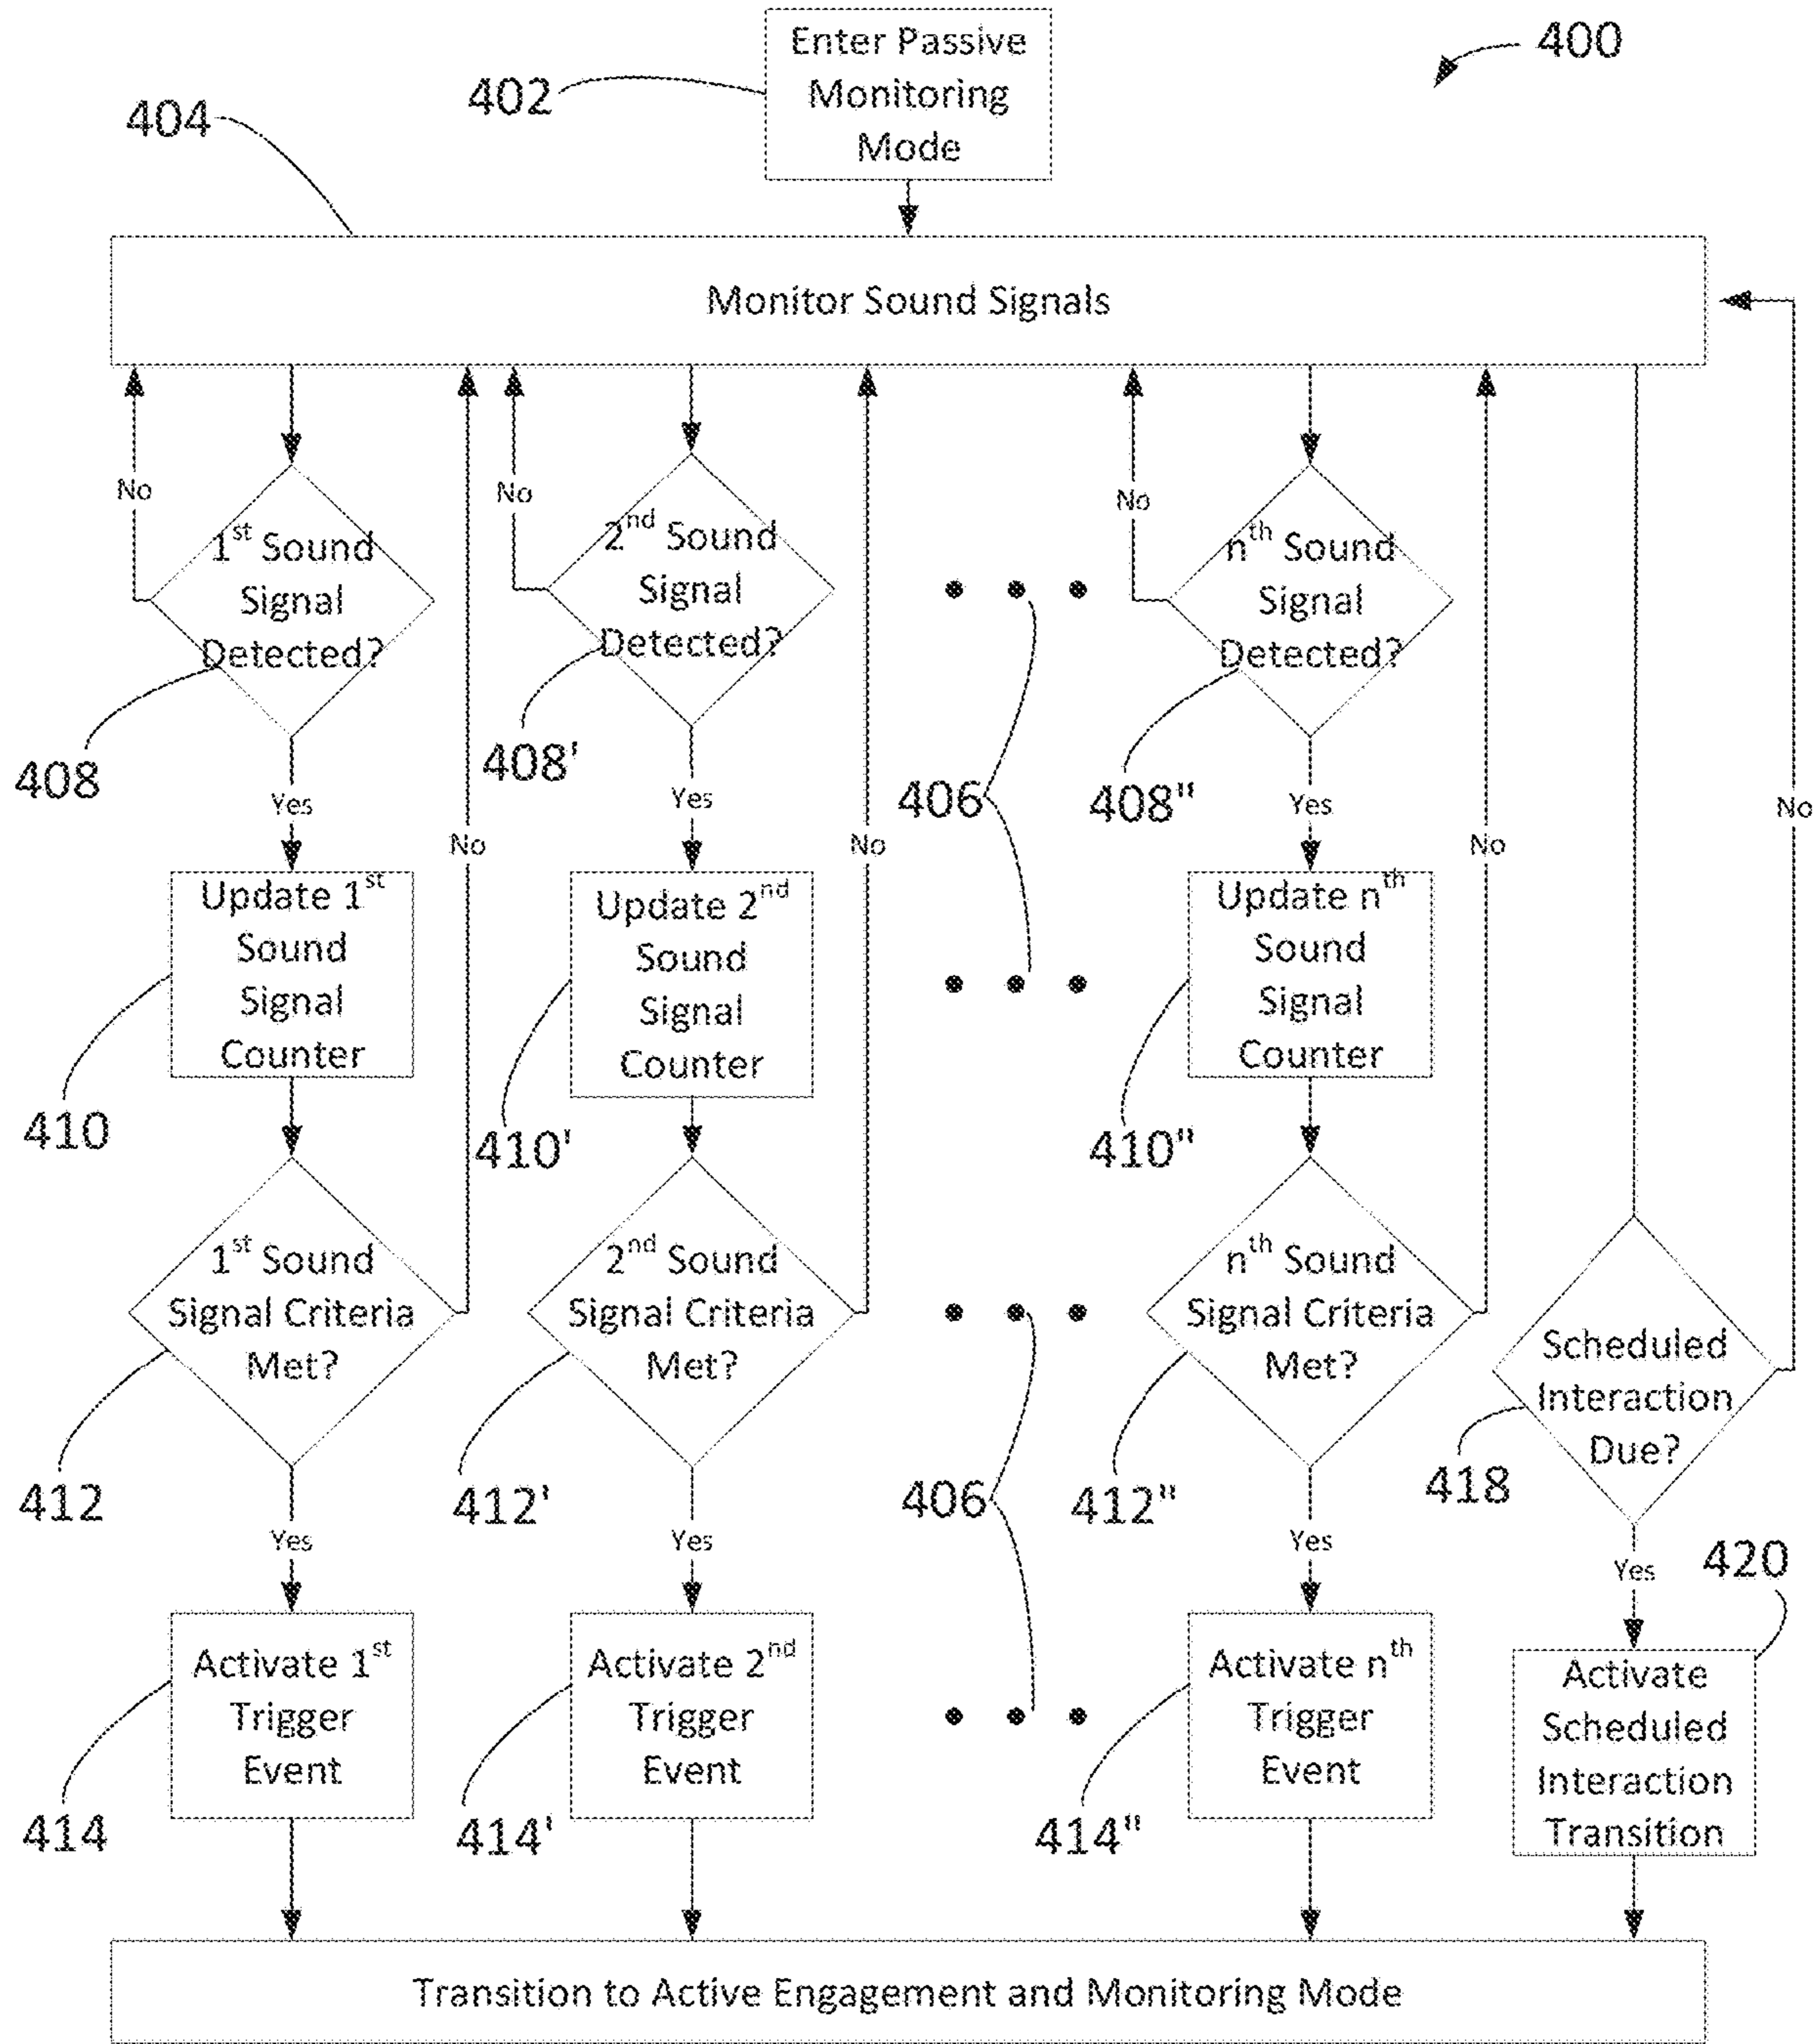 Enter Passive
Monitoring
Mode
400
402
404
Monitor Sound Signals
No
1st Sound
Signal
Detected?
408
Yes
No
Update 1st
Sound
Signal
Counter
410
1st Sound
Signal Criteria
Met?
412
Yes
Activate 1st
Trigger
Event
414
No
2nd Sound
Signal
Detected?
408'
Yes
No
Update 2nd
Sound
Signal
Counter
410'
2nd Sound
Signal Criteria
Met?
412'
Yes
Activate 2nd
Trigger
Event
414'
• • •
406
• • •
• • •
406
• • •
No
nth Sound
Signal
Detected?
408"
Yes
No
Update nth
Sound
Signal
Counter
410"
nth Sound
Signal Criteria
Met?
412"
Yes
Activate nth
Trigger
Event
414"
No
Scheduled
Interaction
Due?
418
Yes
420
Activate
Scheduled
Interaction
Transition
Transition to Active Engagement and Monitoring Mode